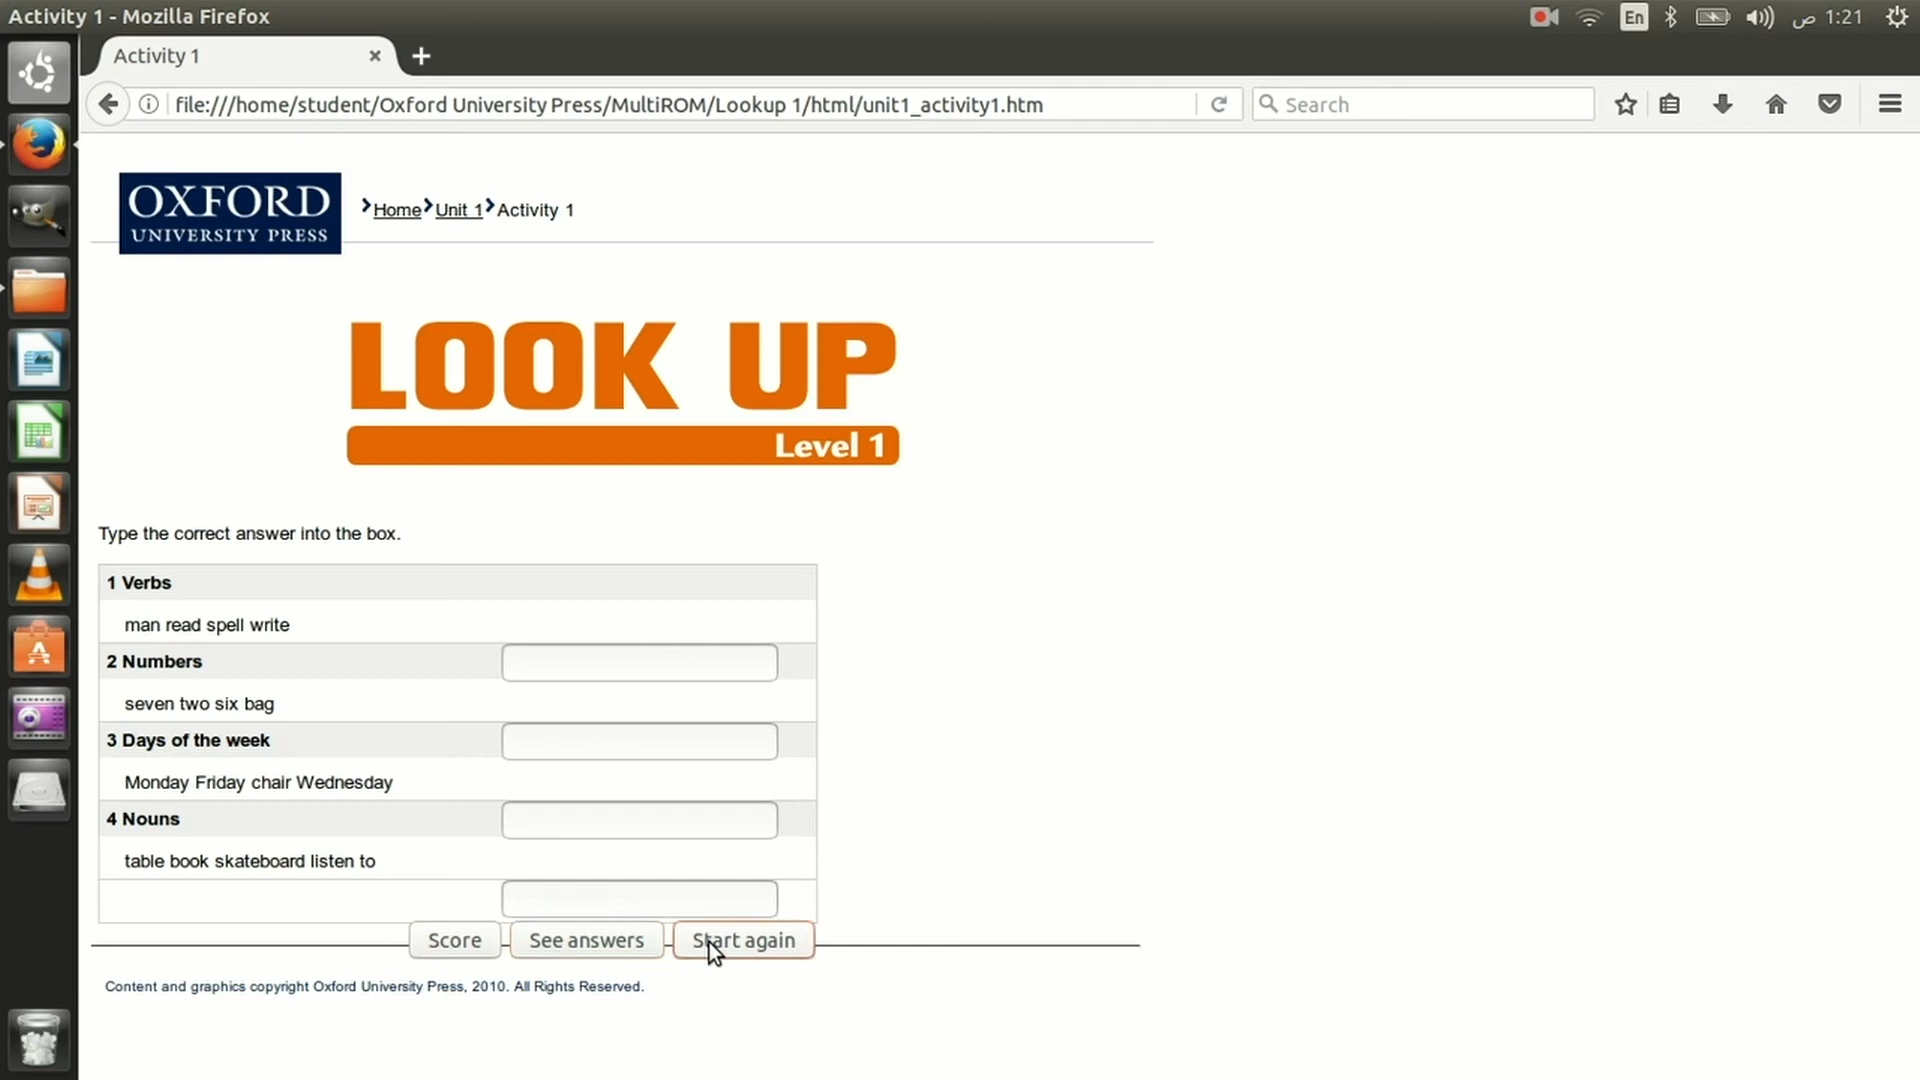 Activity 1 - Mozilla Firefox
En
ص 1:21
Activity 1
file:///home/student/Oxford University Press/MultiROM/Lookup 1/html/unit1_activity1.htm
Search
OXFORD
UNIVERSITY PRESS
Home Unit 1 Activity 1
LOOK UP
Level 1
Type the correct answer into the box.
1 Verbs
man read spell write
2 Numbers
seven two six bag
3 Days of the week
Monday Friday chair Wednesday
4 Nouns
table book skateboard listen to
Score
See answers
Start again
Content and graphics copyright Oxford University Press, 2010. All Rights Reserved.